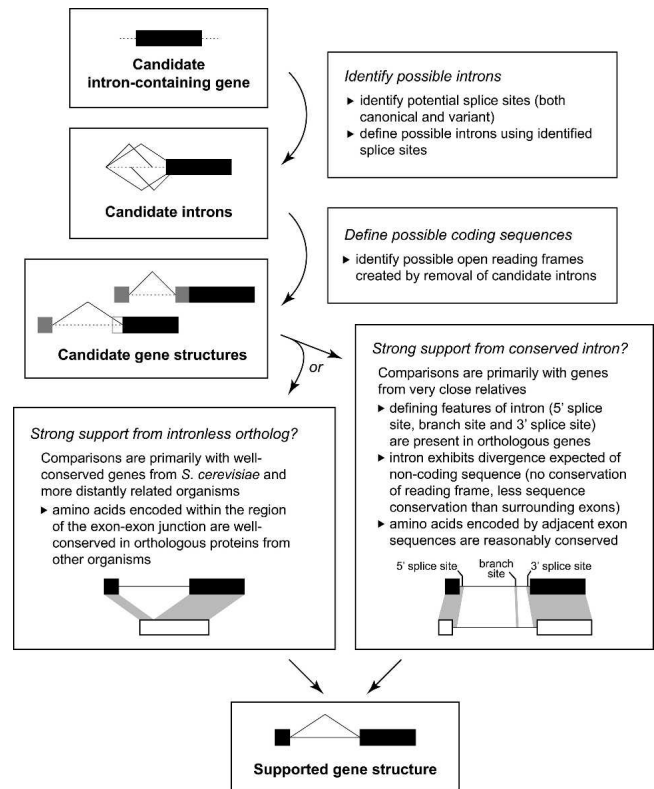 Candidate
intron-containing gene
Identify possible introns
▸ identify potential splice sites (both
canonical and variant)
▸ define possible introns using identified
splice sites
Candidate introns
Define possible coding sequences
▸ identify possible open reading frames
created by removal of candidate introns
Candidate gene structures
or
Strong support from conserved intron?
Comparisons are primarily with genes
from very close relatives
▸ defining features of intron (5' splice
site, branch site and 3' splice site)
are present in orthologous genes
▸ intron exhibits divergence expected of
non-coding sequence (no conservation
of reading frame, less sequence
conservation than surrounding exons)
▸ amino acids encoded by adjacent exon
sequences are reasonably conserved
5' splice site
branch
site
3' splice site
Strong support from intronless ortholog?
Comparisons are primarily with well-
conserved genes from S. cerevisiae and
more distantly related organisms
▸ amino acids encoded within the region
of the exon-exon junction are well-
conserved in orthologous proteins from
other organisms
Supported gene structure